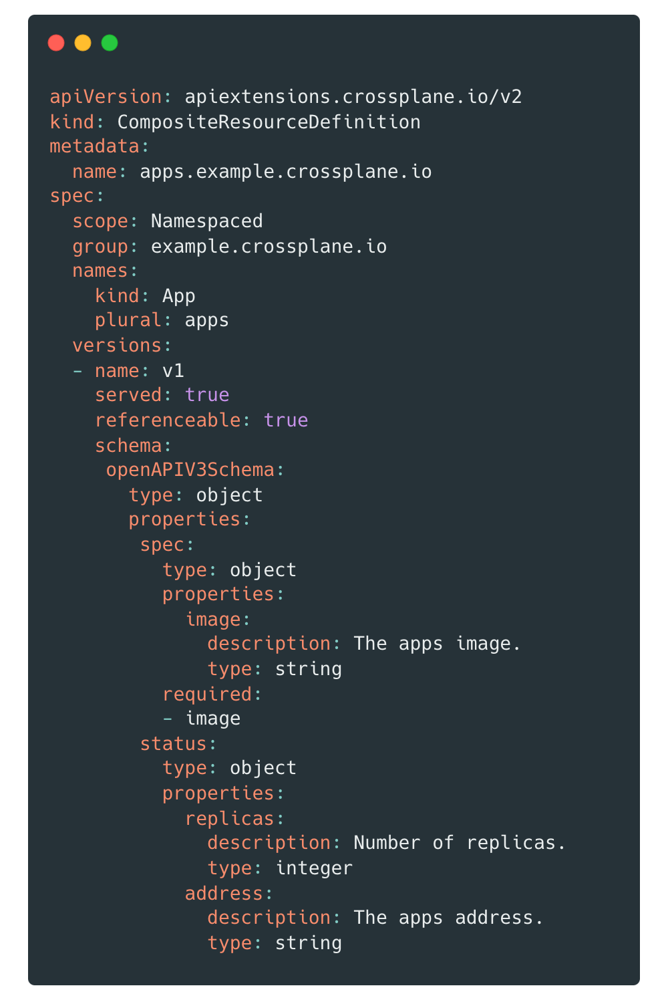 apiVersion: apiextensions.crossplane.io/v2
kind: CompositeResourceDefinition
metadata:
  name: apps.example.crossplane.io
spec:
  scope: Namespaced
  group: example.crossplane.io
  names:
    kind: App
    plural: apps
  versions:
  - name: v1
    served: true
    referenceable: true
    schema:
     openAPIV3Schema:
       type: object
       properties:
        spec:
          type: object
          properties:
            image:
              description: The apps image.
              type: string
          required:
          - image
        status:
          type: object
          properties:
            replicas:
              description: Number of replicas.
              type: integer
            address:
              description: The apps address.
              type: string